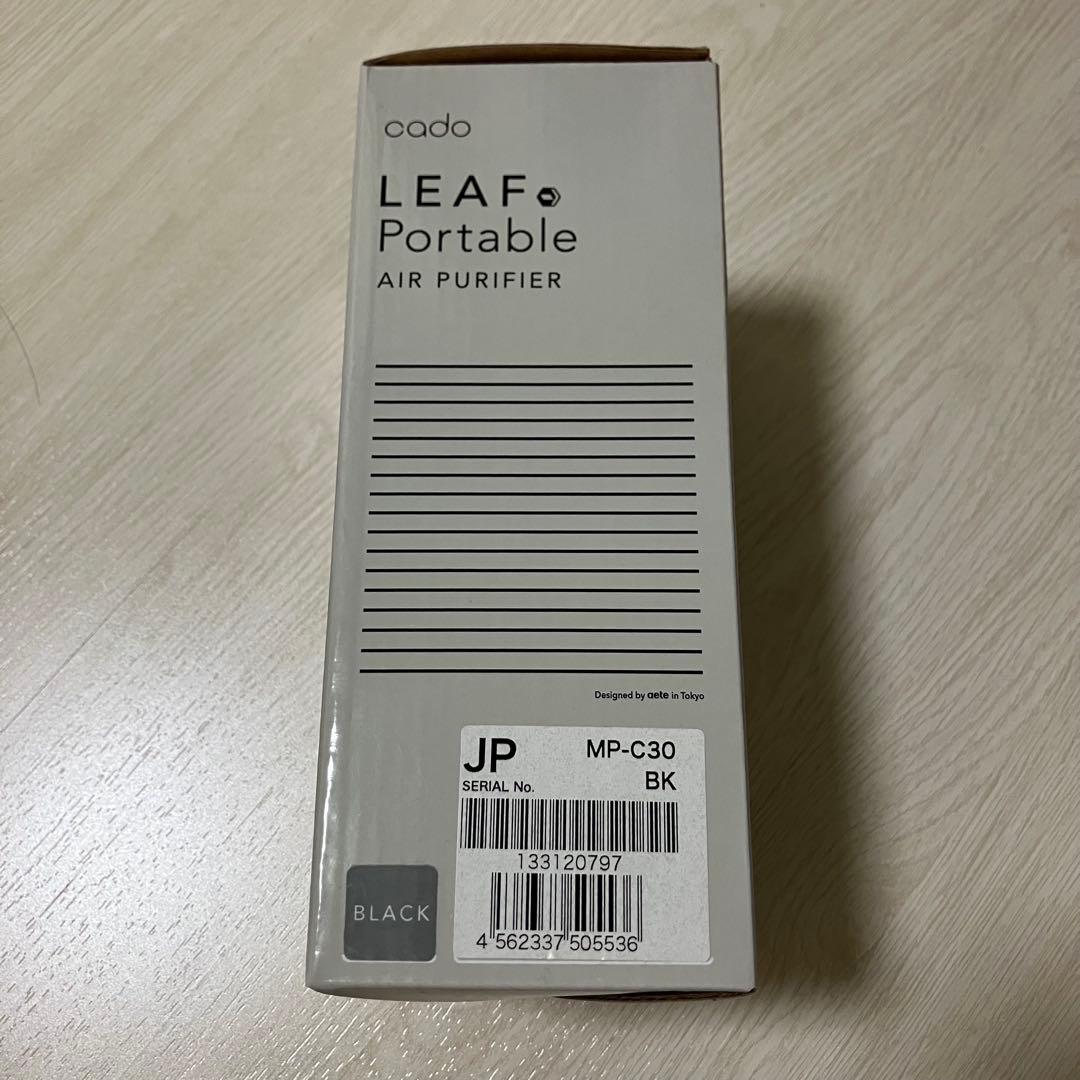 cado
LEAF
Portable
AIR PURIFIER
Designed by aete in Tokyo
JP MP-C30
SERIAL No. BK
133120797
4 562337 505536
BLACK